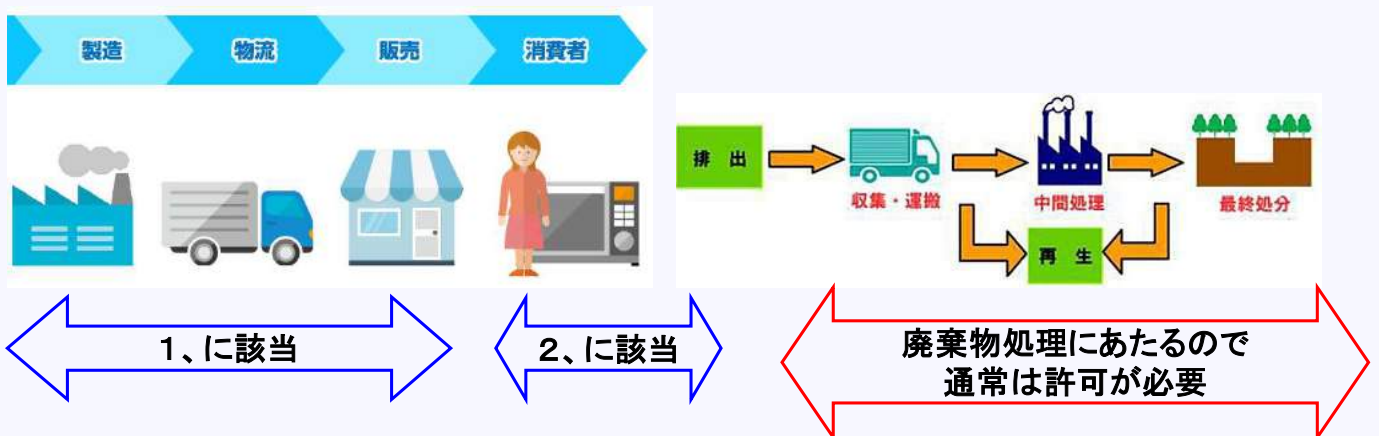 製造
物流
販売
消費者
排 出
収集・運搬
中間処理
最終処分
再 生
１、に該当
２、に該当
廃棄物処理にあたるので
通常は許可が必要